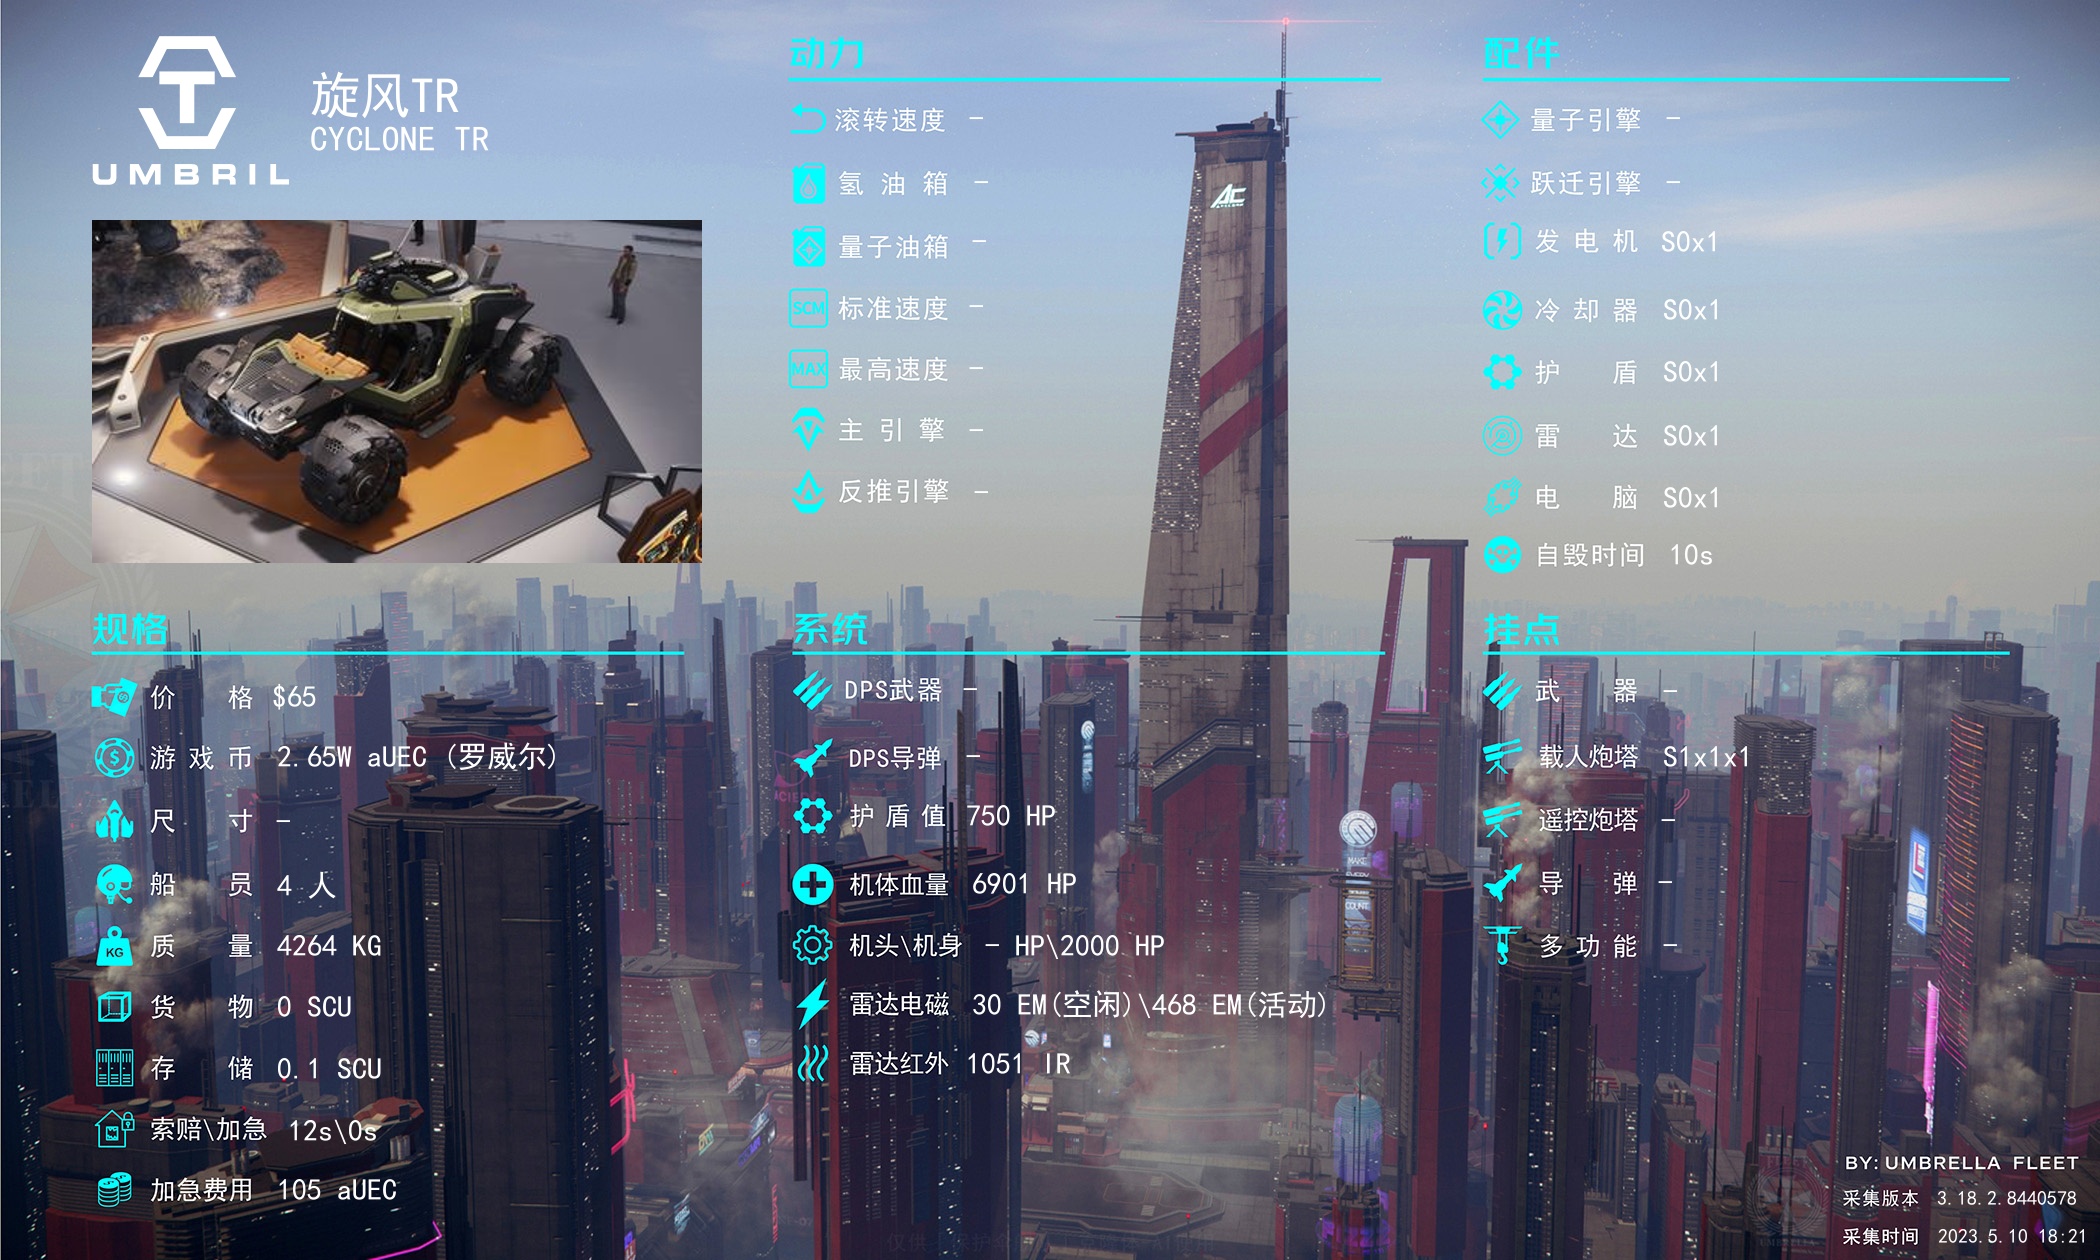 UMBRIL
旋风TR
CYCLONE TR
动力
滚转速度 -
氢油箱 -
量子油箱 -
SCM 标准速度 -
MAX 最高速度 -
主引擎 -
反推引擎 -
配件
量子引擎 -
跃迁引擎 -
发电机 S0x1
冷却器 S0x1
护盾 S0x1
雷达 S0x1
电脑 S0x1
自毁时间 10s
规格
价格 $65
游戏币 2.65W aUEC (罗威尔)
尺寸 -
船员 4 人
KG 质量 4264 KG
货物 0 SCU
存储 0.1 SCU
索赔\加急 12s\0s
加急费用 105 aUEC
系统
DPS武器 -
DPS导弹 -
护盾值 750 HP
机体血量 6901 HP
机头\机身 - HP\2000 HP
雷达电磁 30 EM(空闲)\468 EM(活动)
雷达红外 1051 IR
挂点
武器 -
载人炮塔 S1x1x1
遥控炮塔 -
导弹 -
多功能 -
AC
MAKE
EVERY
COUNT
BY: UMBRELLA FLEET
采集版本 3.18.2.8440578
采集时间 2023.5.10 18:21